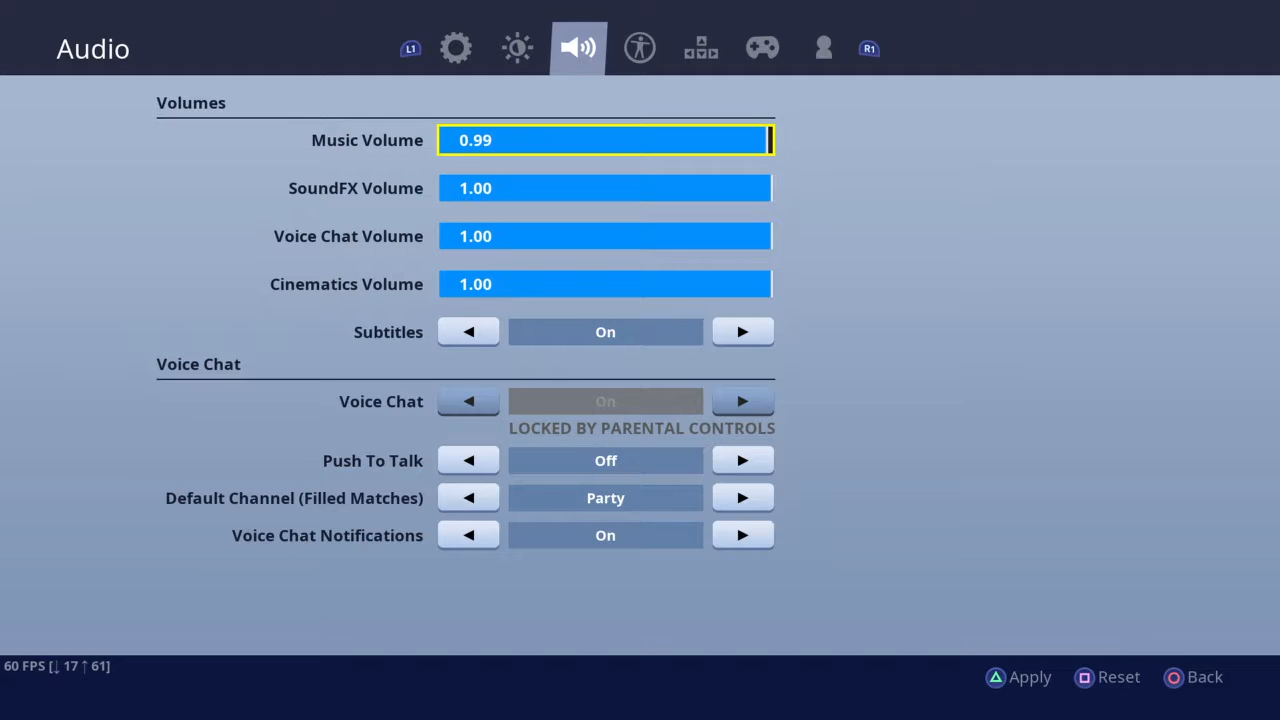 Audio
L1
R1
Volumes
Music Volume 0.99
SoundFX Volume 1.00
Voice Chat Volume 1.00
Cinematics Volume 1.00
Subtitles On
Voice Chat
Voice Chat On
LOCKED BY PARENTAL CONTROLS
Push To Talk Off
Default Channel (Filled Matches) Party
Voice Chat Notifications On
60 FPS [↓ 17 ↑ 61]
Apply Reset Back